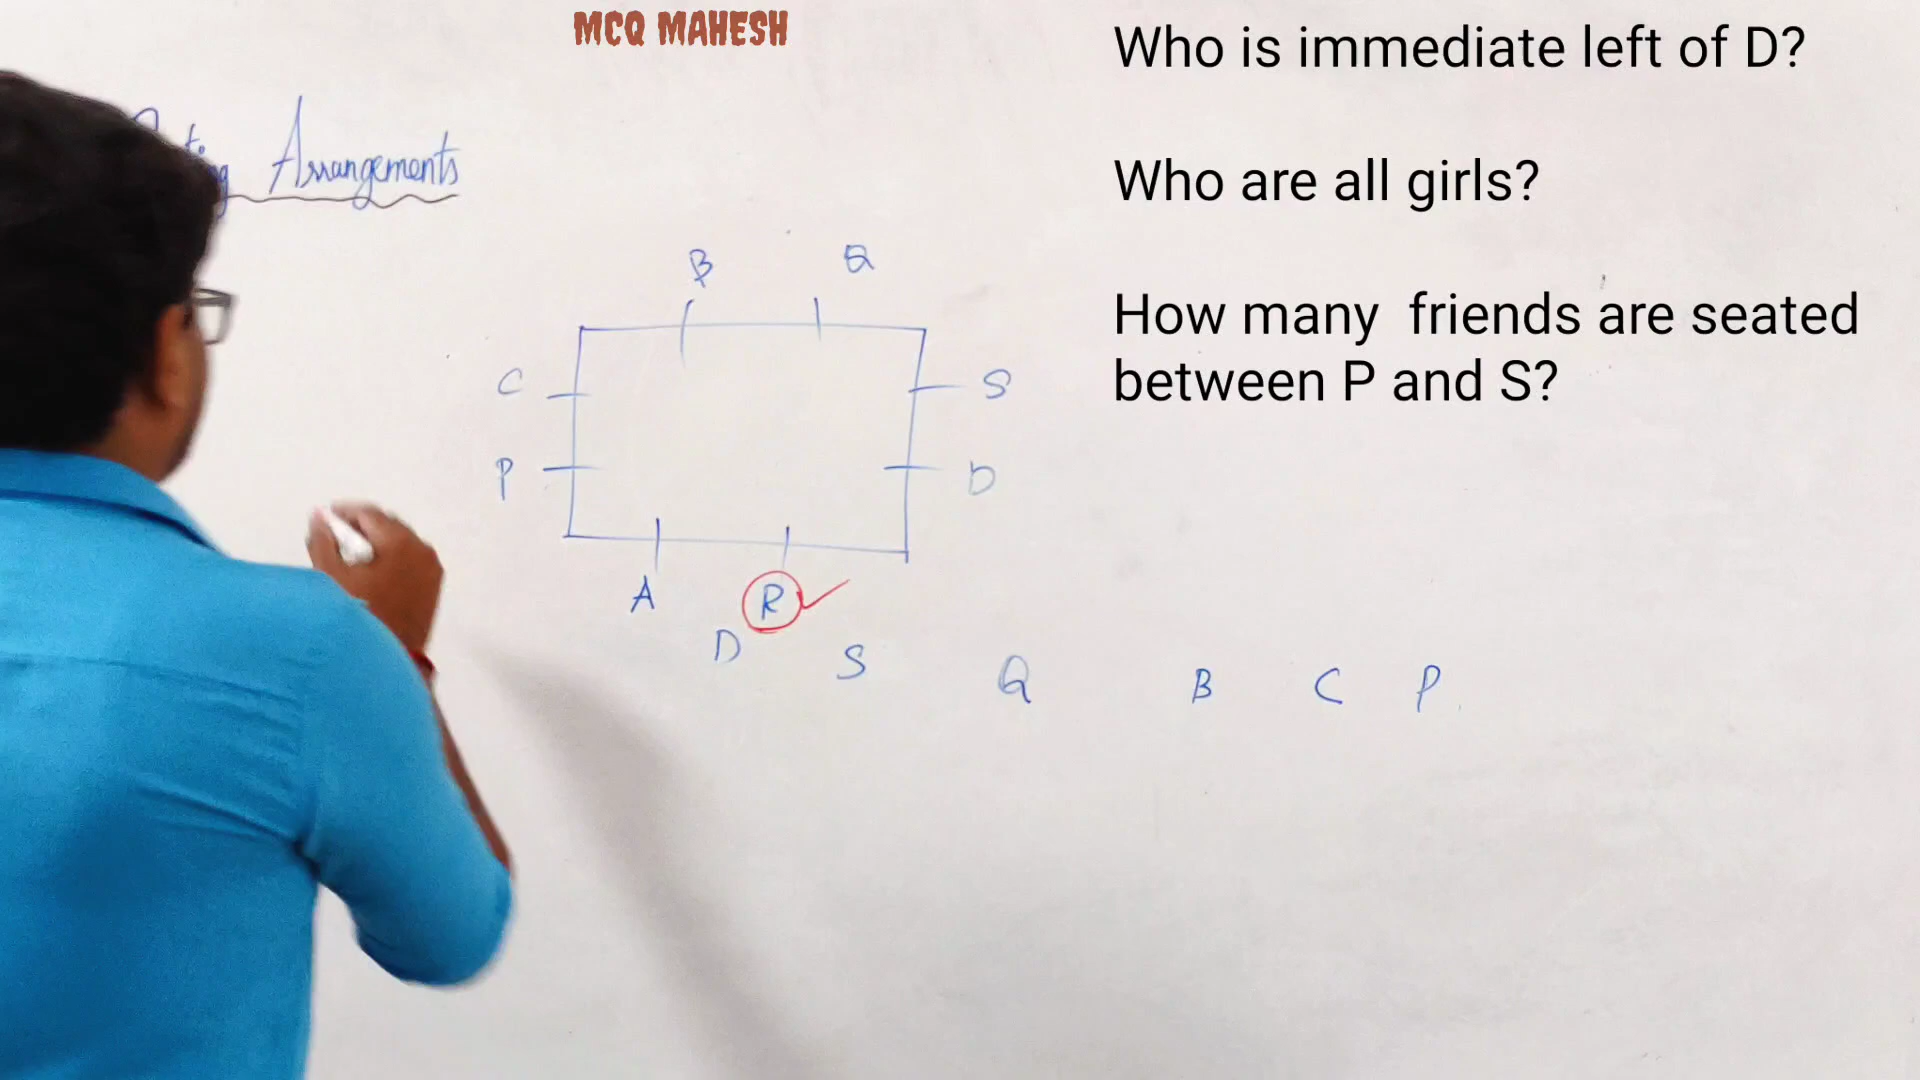 MCQ MAHESH
Who is immediate left of D?
Arrangements
Who are all girls?
B Q
How many friends are seated
between P and S?
C S
P D
A R
D S Q B C P